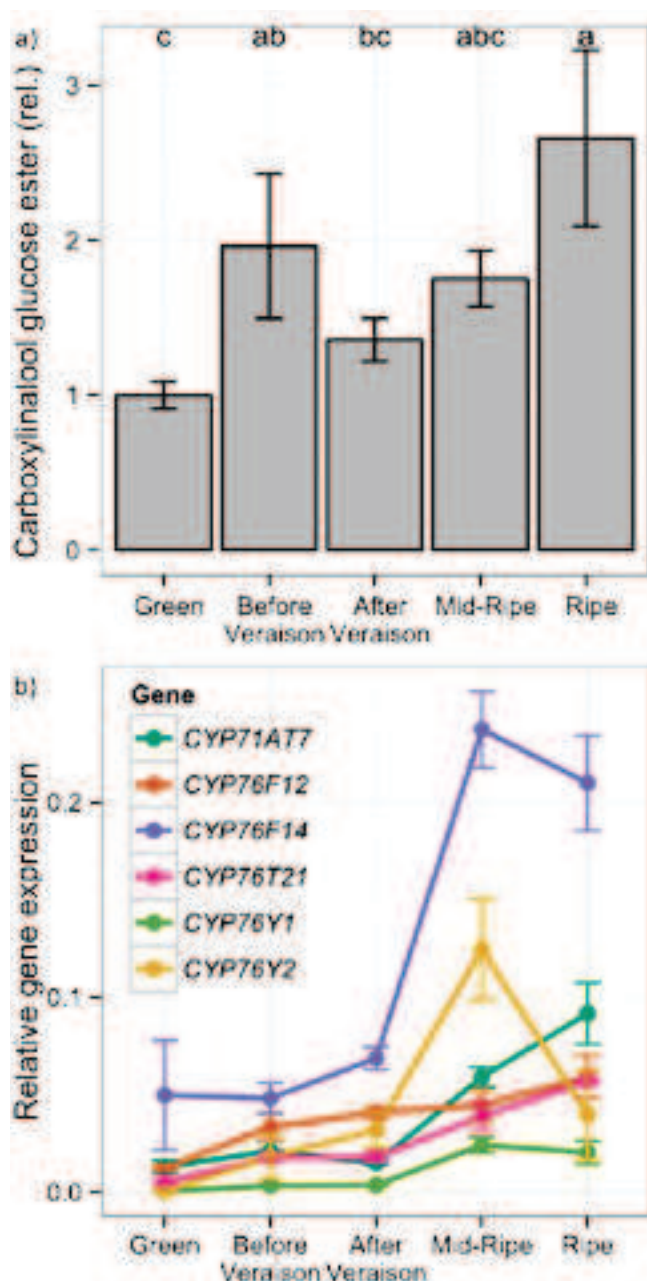 a)
c ab bc abc a
Carboxylinalool glucose ester (rel.)
3
2
1
0
Green Before After Mid-Ripe Ripe
Veraison Veraison
b)
Gene
CYP71AT7
CYP76F12
CYP76F14
CYP76T21
CYP76Y1
CYP76Y2
Relative gene expression
0.2
0.1
0.0
Green Before After Mid-Ripe Ripe
Veraison Veraison